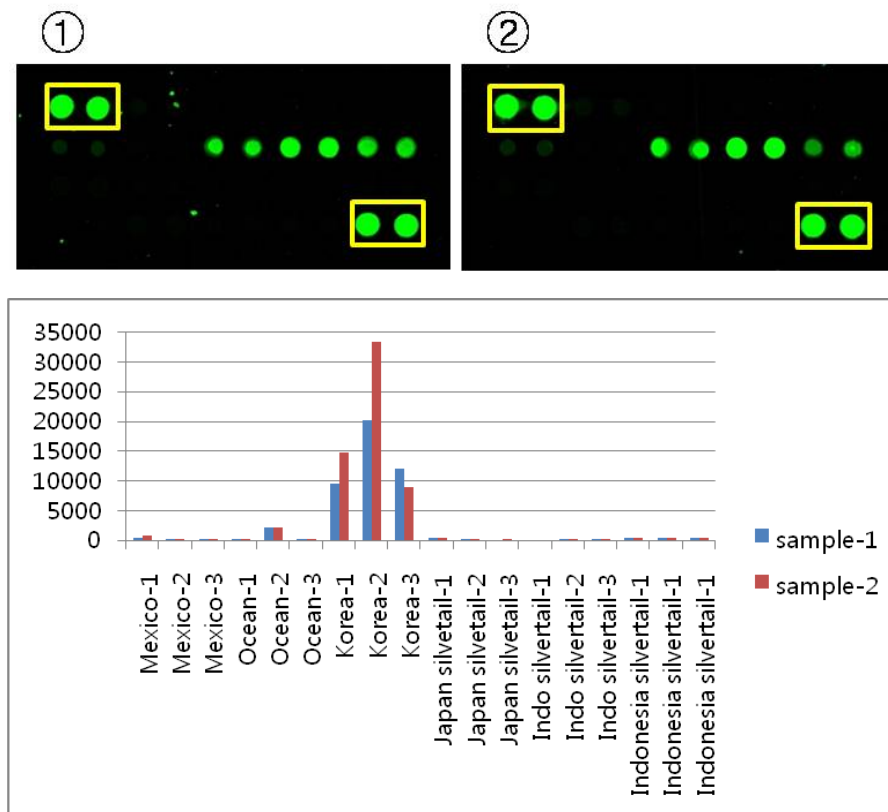 ① ②
35000
30000
25000
20000
15000
10000
5000
0
Mexico-1
Mexico-2
Mexico-3
Ocean-1
Ocean-2
Ocean-3
Korea-1
Korea-2
Korea-3
Japan silvetail-1
Japan silvetail-2
Japan silvetail-3
Indo silvertail-1
Indo silvertail-2
Indo silvertail-3
Indonesia silvertail-1
Indonesia silvertail-1
Indonesia silvertail-1
sample-1
sample-2